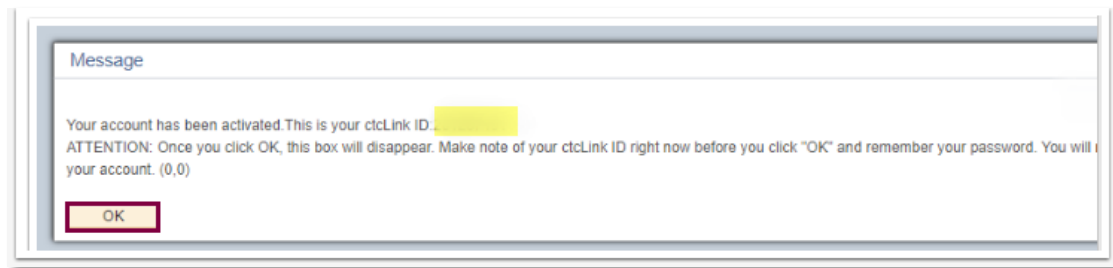 Message
Your account has been activated.This is your ctcLink ID:
ATTENTION: Once you click OK, this box will disappear. Make note of your ctcLink ID right now before you click "OK" and remember your password. You will
your account. (0,0)
OK